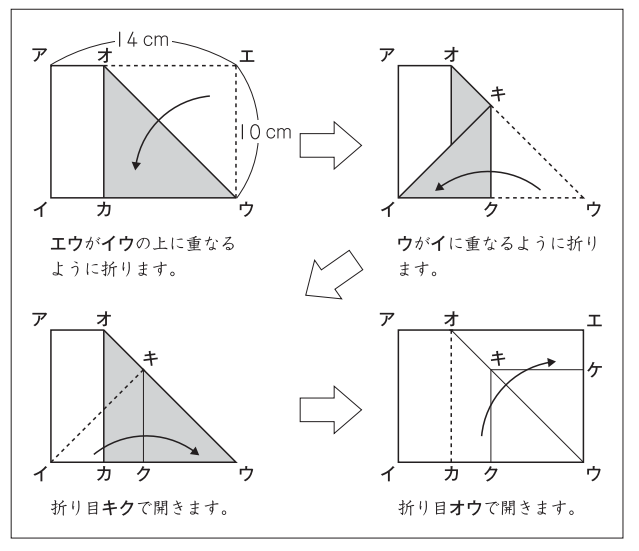 14 cm
ア オ エ
10 cm
イ カ ウ
エウがイウの上に重なる
ように折ります。
ア オ
キ
イ ク ウ
ウがイに重なるように折り
ます。
ア オ
キ
イ カ ク ウ
折り目キクで開きます。
ア オ エ
キ ケ
イ カ ク ウ
折り目オウで開きます。